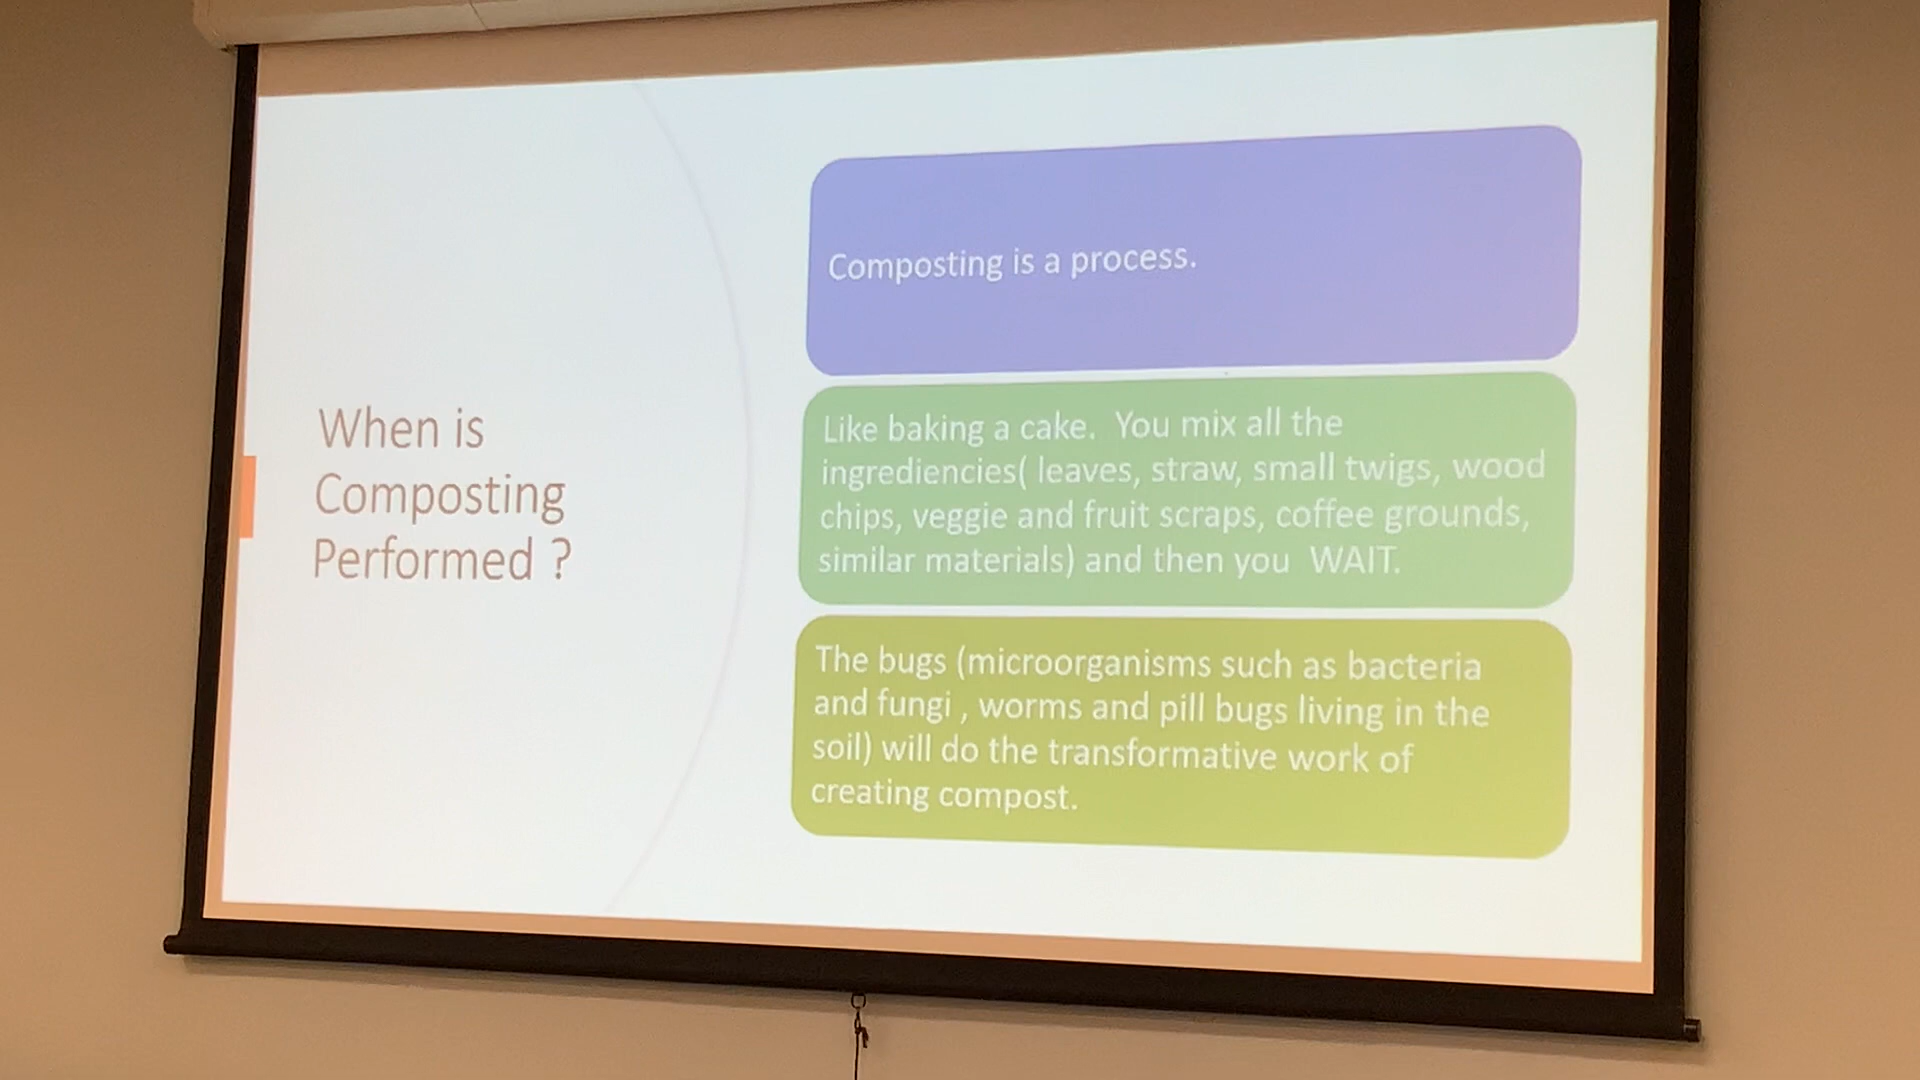 When is
Composting
Performed ?
Composting is a process.
Like baking a cake.  You mix all the
ingrediencies( leaves, straw, small twigs, wood
chips, veggie and fruit scraps, coffee grounds,
similar materials) and then you  WAIT.
The bugs (microorganisms such as bacteria
and fungi , worms and pill bugs living in the
soil) will do the transformative work of
creating compost.